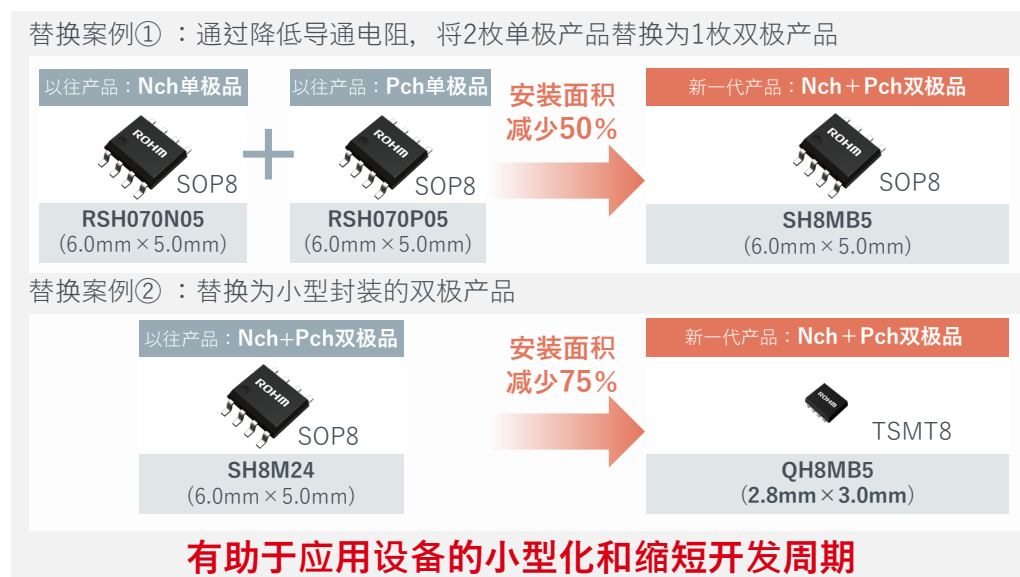 替换案例① ：通过降低导通电阻，将2枚单极产品替换为1枚双极产品
以往产品：Nch单极品
以往产品：Pch单极品
安装面积
减少50%
新一代产品：Nch＋Pch双极品
ROHM
SOP8
+
ROHM
SOP8
ROHM
SOP8
RSH070N05
（6.0mm×5.0mm）
RSH070P05
（6.0mm×5.0mm）
SH8MB5
（6.0mm×5.0mm）
替换案例② ：替换为小型封装的双极产品
以往产品：Nch+Pch双极品
安装面积
减少75%
新一代产品：Nch＋Pch双极品
ROHM
SOP8
ROHM
TSMT8
SH8M24
（6.0mm×5.0mm）
QH8MB5
（2.8mm×3.0mm）
有助于应用设备的小型化和缩短开发周期